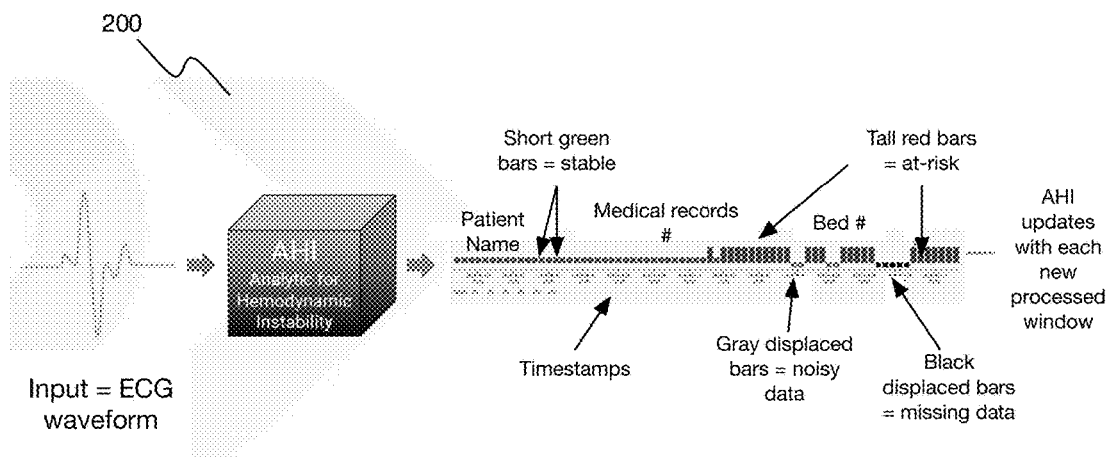 200
Short green
bars = stable
Tall red bars
= at-risk
Patient
Name
Medical records
#
Bed #
AHI
updates
with each
new
processed
window
AHI
Analytic for
Hemodynamic
Instability
Timestamps
Gray displaced
bars = noisy
data
Black
displaced bars
= missing data
Input = ECG
waveform